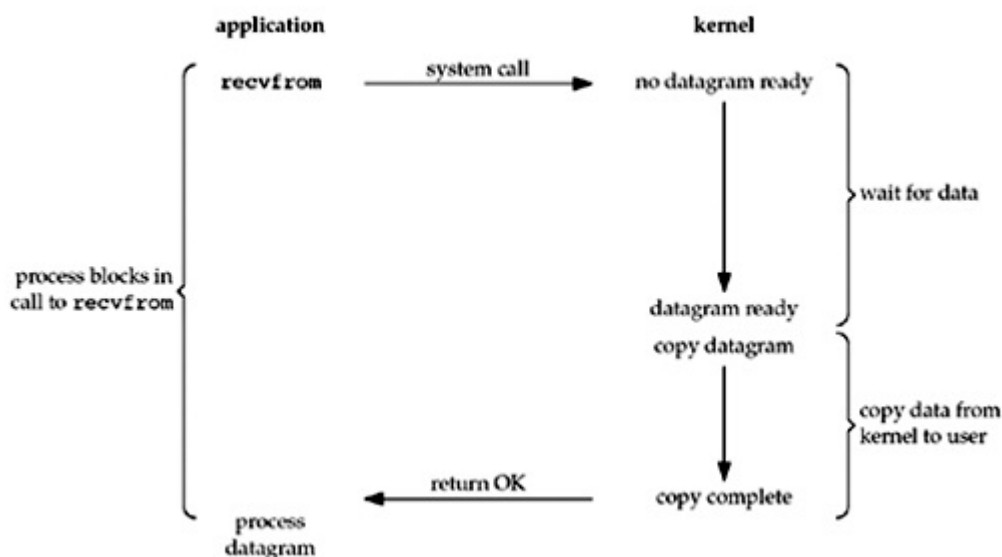 application kernel
recvfrom system call no datagram ready
wait for data
process blocks in
call to recvfrom
datagram ready
copy datagram
copy data from
kernel to user
return OK copy complete
process
datagram